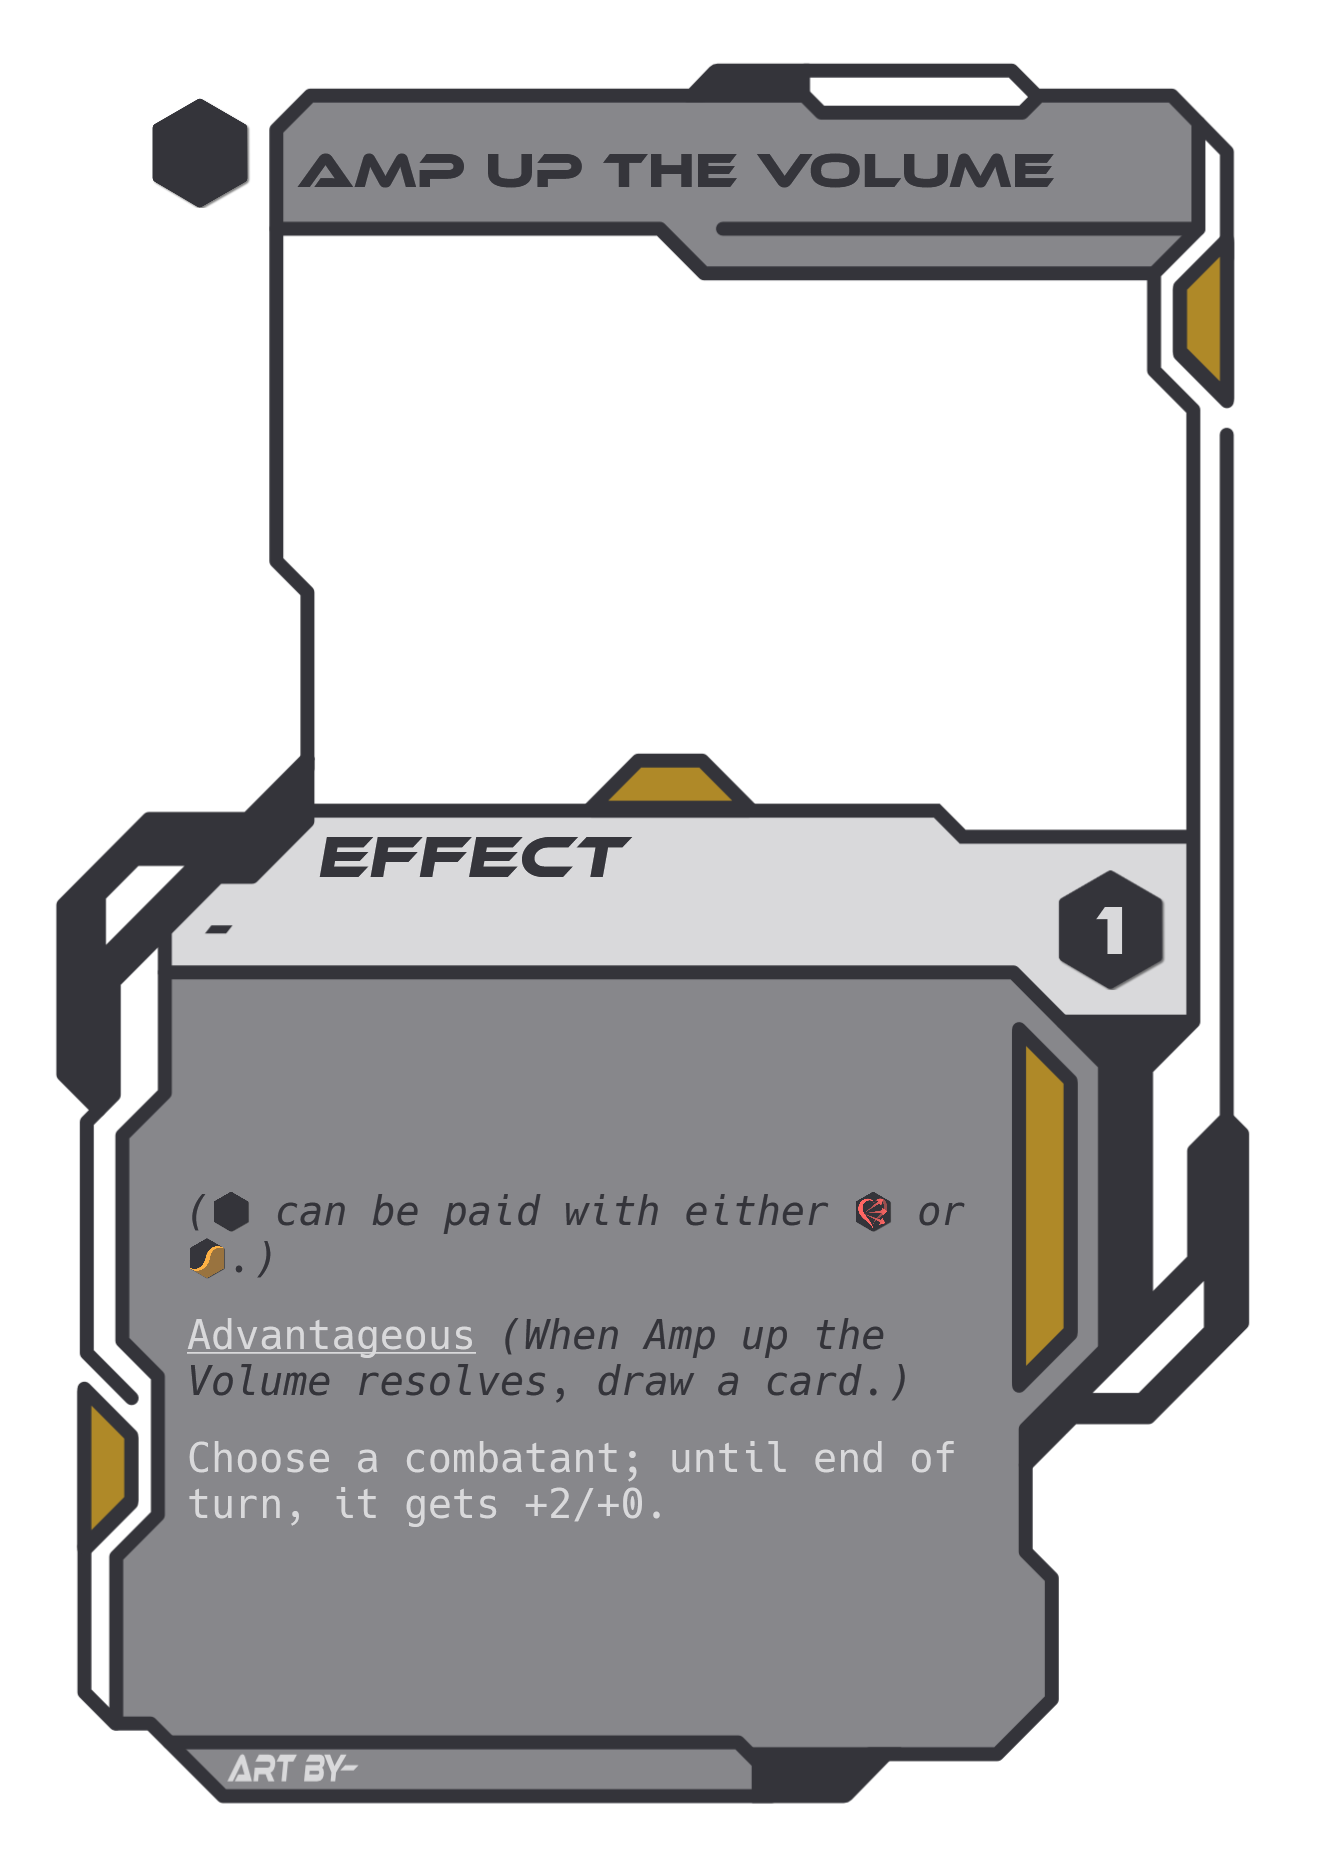 AMP UP THE VOLUME
EFFECT
-
1
( can be paid with either or
.)
Advantageous (When Amp up the
Volume resolves, draw a card.)
Choose a combatant; until end of
turn, it gets +2/+0.
ART BY-